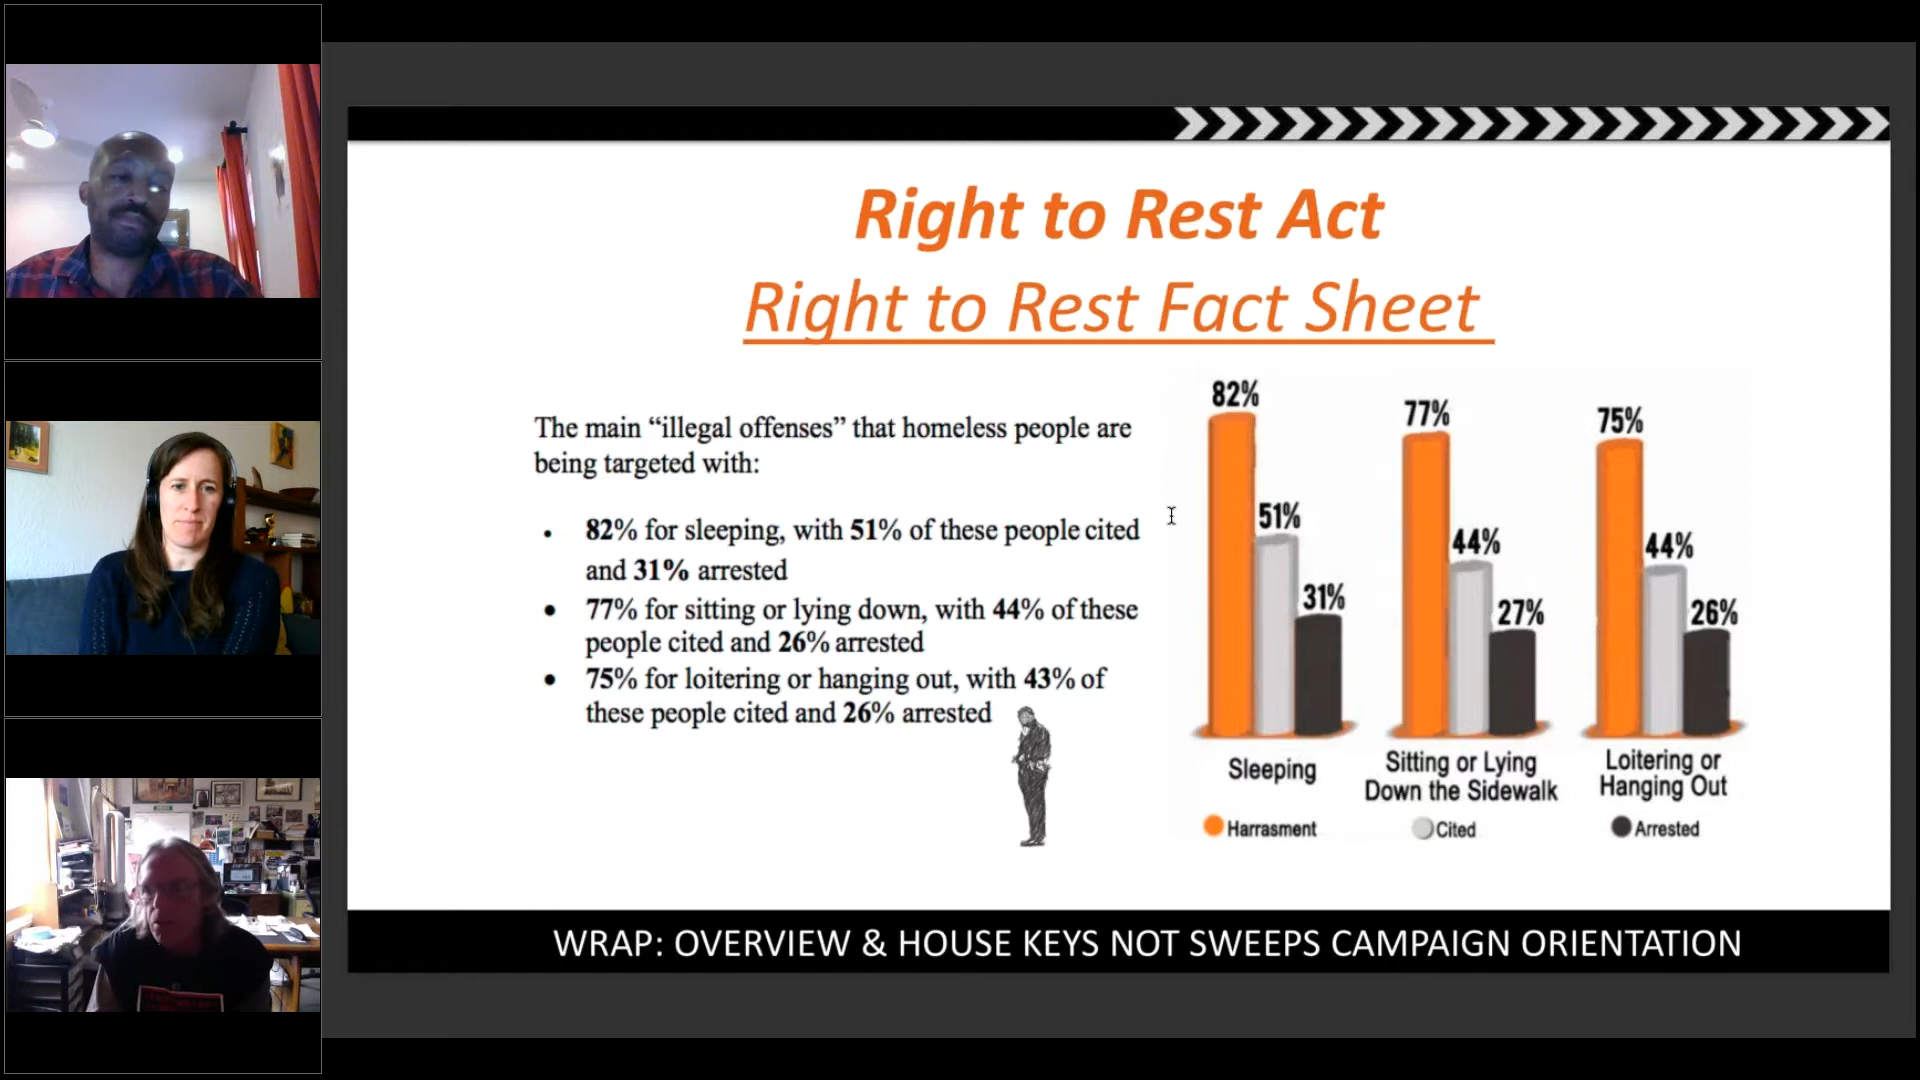 Right to Rest Act
Right to Rest Fact Sheet
The main “illegal offenses” that homeless people are
being targeted with:
• 82% for sleeping, with 51% of these people cited
and 31% arrested
• 77% for sitting or lying down, with 44% of these
people cited and 26% arrested
• 75% for loitering or hanging out, with 43% of
these people cited and 26% arrested
82%
51%
31%
77%
44%
27%
75%
44%
26%
Sleeping
Sitting or Lying
Down the Sidewalk
Loitering or
Hanging Out
Harrasment
Cited
Arrested
WRAP: OVERVIEW & HOUSE KEYS NOT SWEEPS CAMPAIGN ORIENTATION